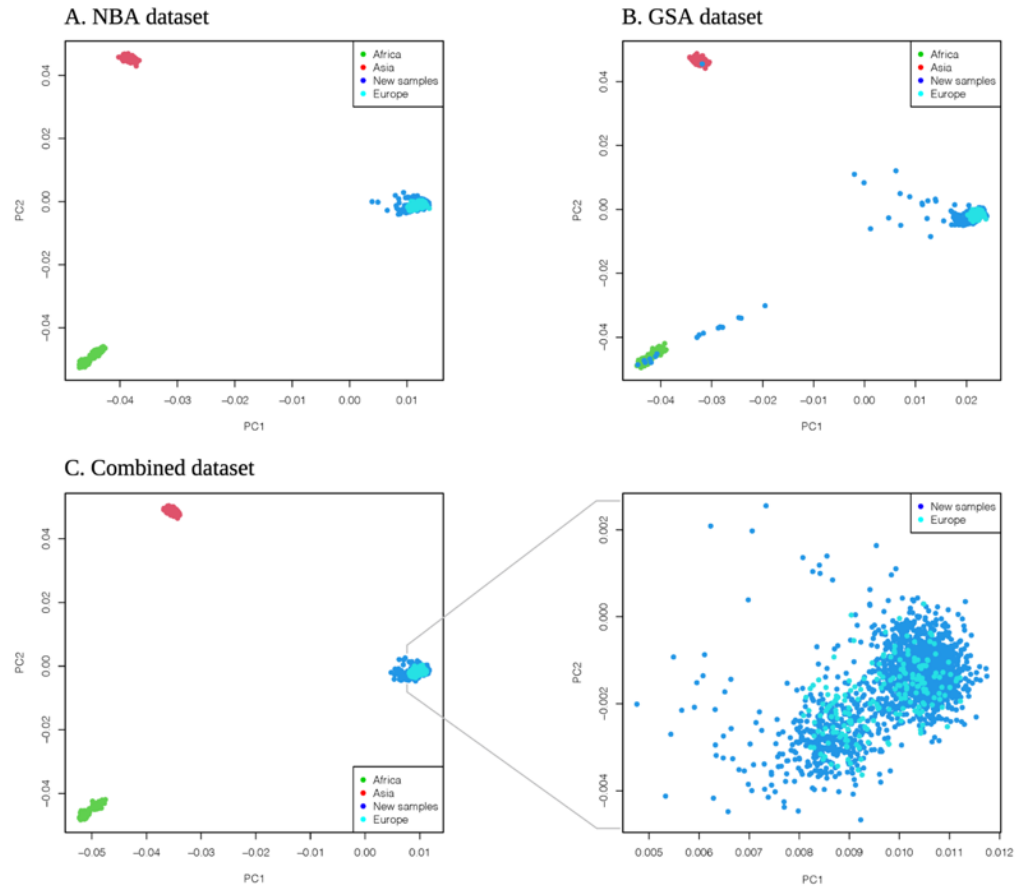 A. NBA dataset
Africa
Asia
New samples
Europe
PC2
0.04
0.02
0.00
−0.02
−0.04
−0.04
−0.03
−0.02
−0.01
0.00
0.01
PC1
B. GSA dataset
Africa
Asia
New samples
Europe
PC2
0.04
0.02
0.00
−0.02
−0.04
−0.04
−0.03
−0.02
−0.01
0.00
0.01
0.02
PC1
C. Combined dataset
Africa
Asia
New samples
Europe
PC2
0.04
0.02
0.00
−0.02
−0.04
−0.05
−0.04
−0.03
−0.02
−0.01
0.00
0.01
PC1
New samples
Europe
PC2
0.002
0.000
−0.002
−0.004
0.005
0.006
0.007
0.008
0.009
0.010
0.011
0.012
PC1